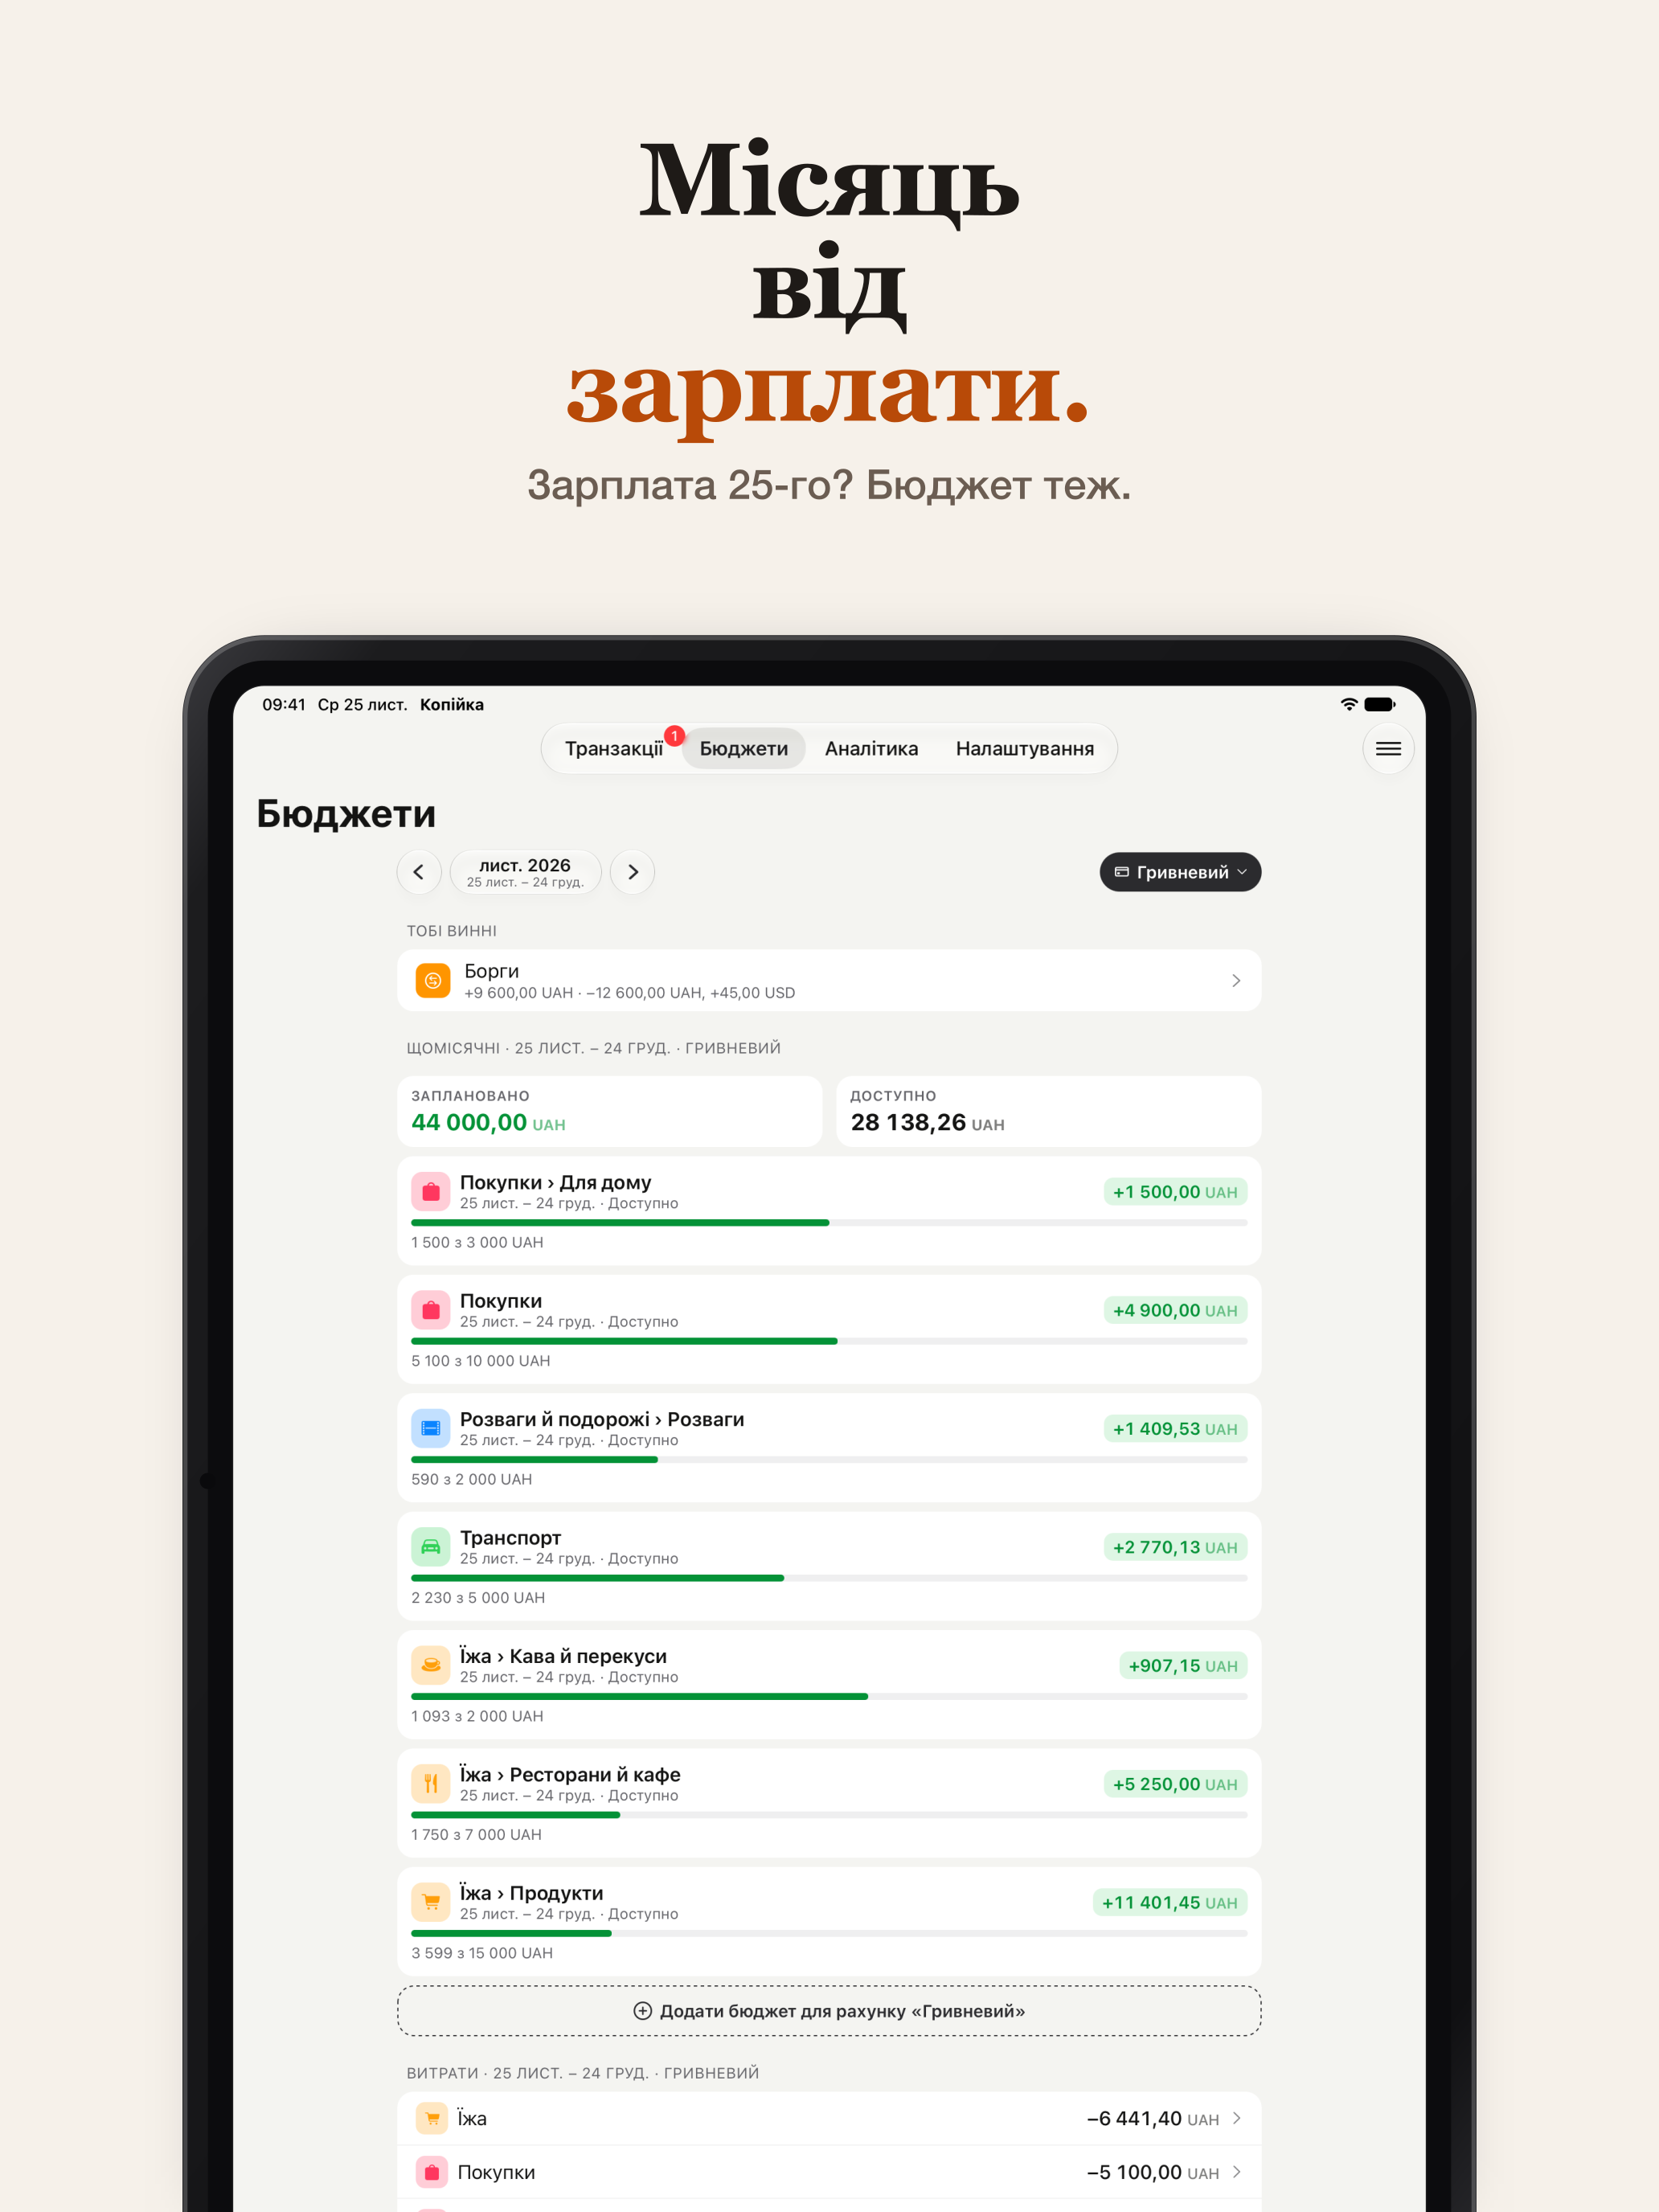 Місяць
від
зарплати.
Зарплата 25-го? Бюджет теж.
09:41 Ср 25 лист. Копійка
Транзакції 1 Бюджети Аналітика Налаштування
Бюджети
лист. 2026
25 лист. – 24 груд.
Гривневий
ТОБІ ВИННІ
Борги
+9 600,00 UAH · −12 600,00 UAH, +45,00 USD
ЩОМІСЯЧНІ · 25 ЛИСТ. – 24 ГРУД. · ГРИВНЕВИЙ
ЗАПЛАНОВАНО
44 000,00 UAH
ДОСТУПНО
28 138,26 UAH
Покупки › Для дому
25 лист. – 24 груд. · Доступно
+1 500,00 UAH
1 500 з 3 000 UAH
Покупки
25 лист. – 24 груд. · Доступно
+4 900,00 UAH
5 100 з 10 000 UAH
Розваги й подорожі › Розваги
25 лист. – 24 груд. · Доступно
+1 409,53 UAH
590 з 2 000 UAH
Транспорт
25 лист. – 24 груд. · Доступно
+2 770,13 UAH
2 230 з 5 000 UAH
Їжа › Кава й перекуси
25 лист. – 24 груд. · Доступно
+907,15 UAH
1 093 з 2 000 UAH
Їжа › Ресторани й кафе
25 лист. – 24 груд. · Доступно
+5 250,00 UAH
1 750 з 7 000 UAH
Їжа › Продукти
25 лист. – 24 груд. · Доступно
+11 401,45 UAH
3 599 з 15 000 UAH
Додати бюджет для рахунку «Гривневий»
ВИТРАТИ · 25 ЛИСТ. – 24 ГРУД. · ГРИВНЕВИЙ
Їжа −6 441,40 UAH
Покупки −5 100,00 UAH